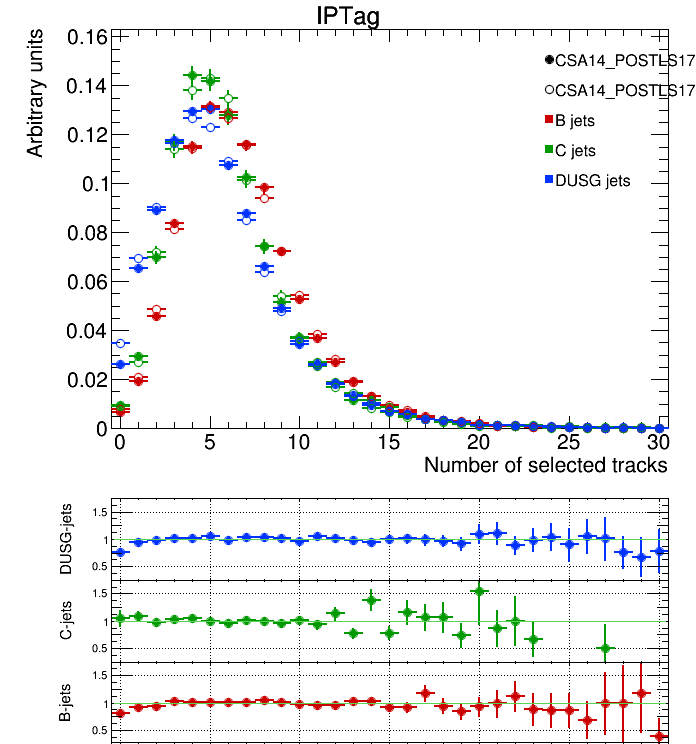 IPTag
Arbitrary units
0.16
0.14
0.12
0.1
0.08
0.06
0.04
0.02
0
CSA14_POSTLS17
CSA14_POSTLS17
B jets
C jets
DUSG jets
0 5 10 15 20 25 30
Number of selected tracks
DUSG-jets
1.5
1
0.5
C-jets
1.5
1
0.5
B-jets
1.5
1
0.5